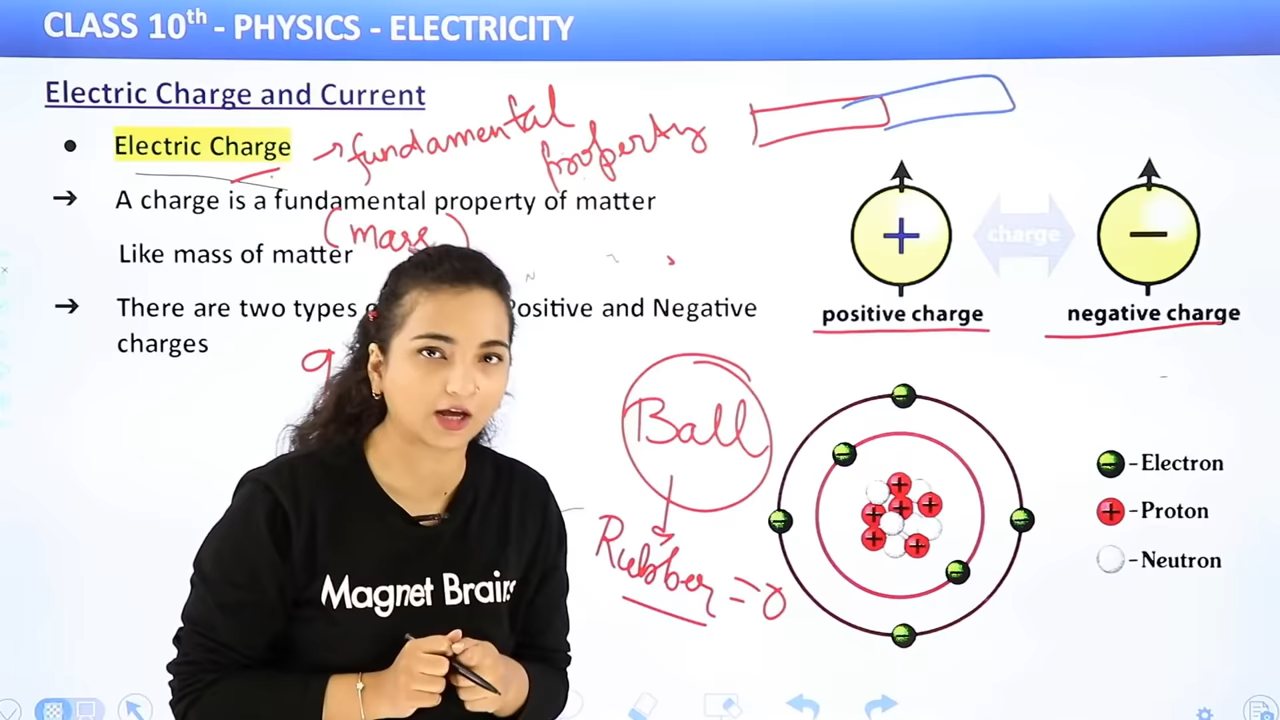 CLASS 10th - PHYSICS - ELECTRICITY
Electric Charge and Current
Electric Charge
fundamental property
→ A charge is a fundamental property of matter
(mass)
Like mass of matter
→ There are two types Positive and Negative
charges
q
+
charge
−
positive charge
negative charge
Ball
Rubber = 0
- Electron
- Proton
- Neutron
Magnet Brains